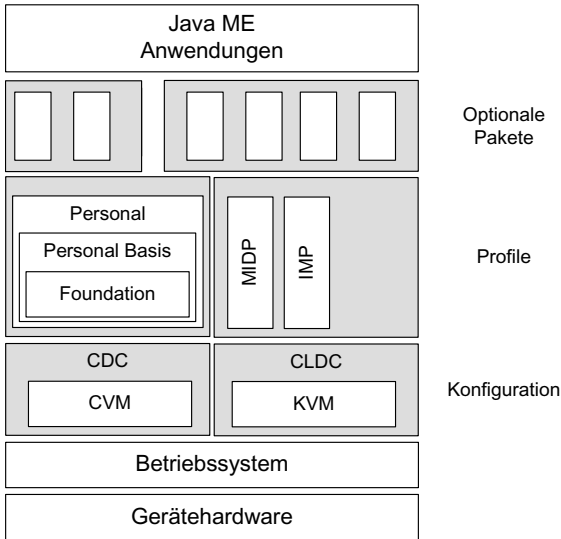 Java ME
Anwendungen
Optionale
Pakete
Personal
Personal Basis
Foundation
MIDP
IMP
Profile
CDC
CVM
CLDC
KVM
Konfiguration
Betriebssystem
Gerätehardware